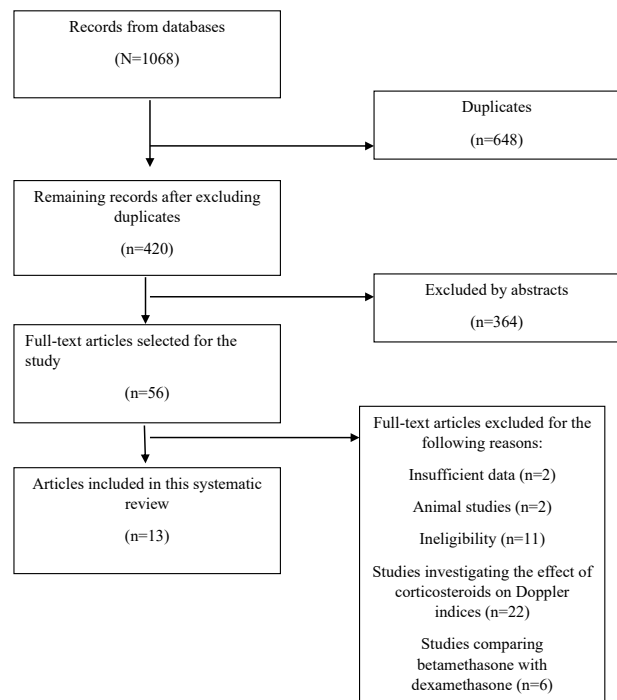 Records from databases
(N=1068)
Duplicates
(n=648)
Remaining records after excluding
duplicates
(n=420)
Excluded by abstracts
(n=364)
Full-text articles selected for the
study
(n=56)
Full-text articles excluded for the
following reasons:
Insufficient data (n=2)
Animal studies (n=2)
Ineligibility (n=11)
Studies investigating the effect of
corticosteroids on Doppler
indices (n=22)
Studies comparing
betamethasone with
dexamethasone (n=6)
Articles included in this systematic
review
(n=13)